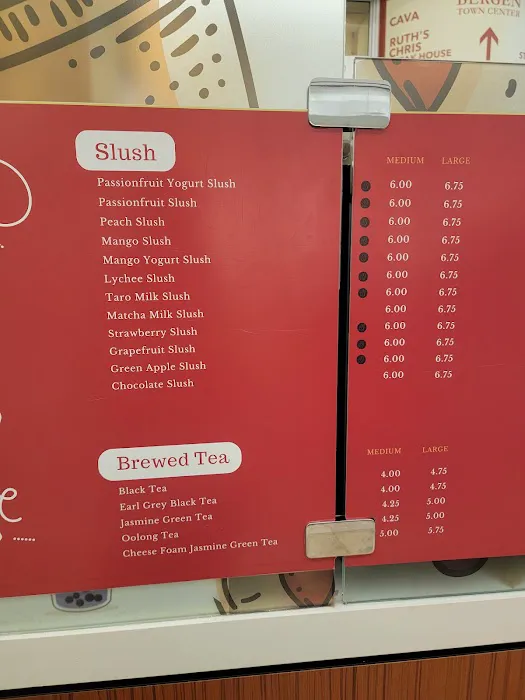 BERGEN
TOWN CENTER
CAVA
RUTH'S
CHRIS
HOUSE
Slush
MEDIUM LARGE
Passionfruit Yogurt Slush 6.00 6.75
Passionfruit Slush 6.00 6.75
Peach Slush 6.00 6.75
Mango Slush 6.00 6.75
Mango Yogurt Slush 6.00 6.75
Lychee Slush 6.00 6.75
Taro Milk Slush 6.00 6.75
Matcha Milk Slush 6.00 6.75
Strawberry Slush 6.00 6.75
Grapefruit Slush 6.00 6.75
Green Apple Slush 6.00 6.75
Chocolate Slush 6.00 6.75
Brewed Tea
MEDIUM LARGE
Black Tea 4.00 4.75
Earl Grey Black Tea 4.00 4.75
Jasmine Green Tea 4.25 5.00
Oolong Tea 4.25 5.00
Cheese Foam Jasmine Green Tea 5.00 5.75